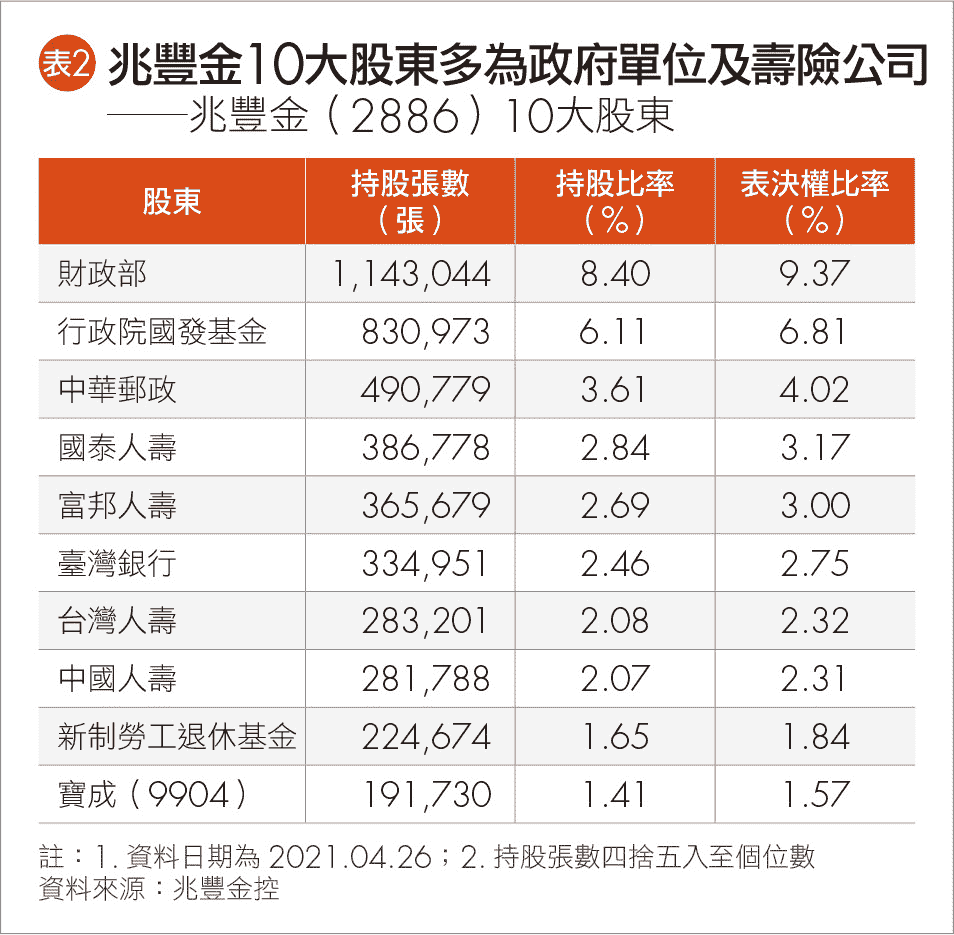 表2 兆豐金10大股東多為政府單位及壽險公司
——兆豐金（2886）10大股東
股東 持股張數（張） 持股比率（%） 表決權比率（%）
財政部 1,143,044 8.40 9.37
行政院國發基金 830,973 6.11 6.81
中華郵政 490,779 3.61 4.02
國泰人壽 386,778 2.84 3.17
富邦人壽 365,679 2.69 3.00
臺灣銀行 334,951 2.46 2.75
台灣人壽 283,201 2.08 2.32
中國人壽 281,788 2.07 2.31
新制勞工退休基金 224,674 1.65 1.84
寶成（9904） 191,730 1.41 1.57
註：1. 資料日期為 2021.04.26；2. 持股張數四捨五入至個位數
資料來源：兆豐金控